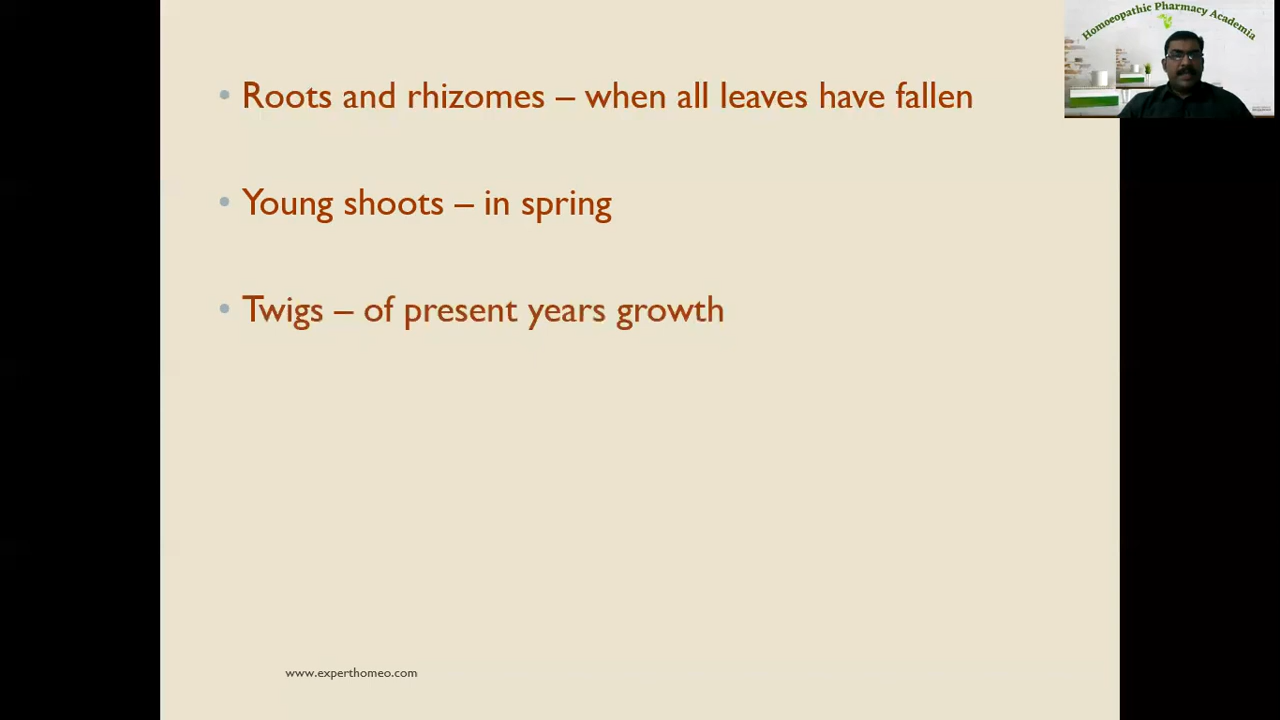 Homoeopathic Pharmacy Academia
• Roots and rhizomes – when all leaves have fallen
• Young shoots – in spring
• Twigs – of present years growth
www.experthomeo.com